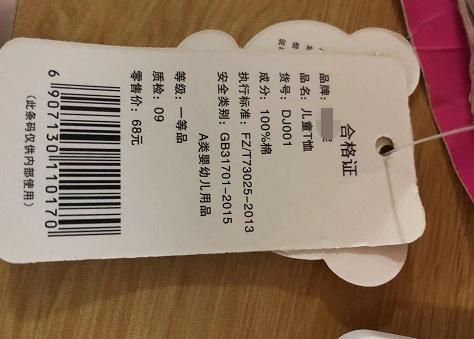 合格证
品牌：
品名：儿童T恤
货号：DJ001
成分：100%棉
执行标准：FZ/T73025-2013
安全类别：GB31701-2015
A类婴幼儿用品
等级：一等品
质检：09
零售价：68元
6 907130 110170
（此条码仅供内部使用）